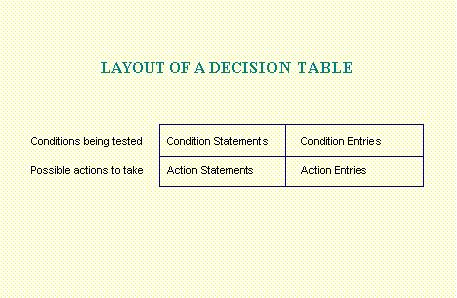 LAYOUT OF A DECISION TABLE
Conditions being tested Condition Statements Condition Entries
Possible actions to take Action Statements Action Entries